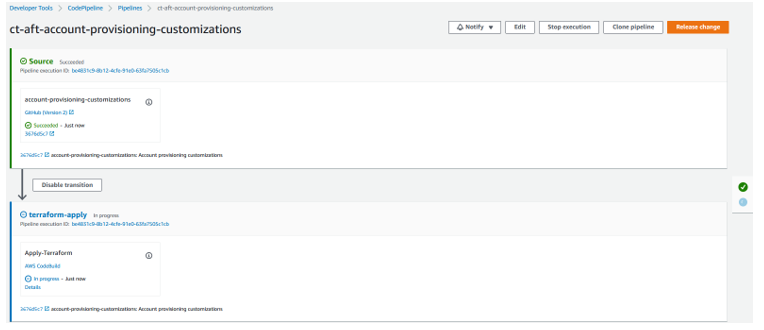 Developer Tools > CodePipeline > Pipelines > ct-aft-account-provisioning-customizations
ct-aft-account-provisioning-customizations
Notify ▼ Edit Stop execution Clone pipeline Release change
Source Succeeded
Pipeline execution ID: be4831c9-8b12-4cfe-91e0-63fa7505c1cb
account-provisioning-customizations
GitHub (Version 2)
Succeeded - Just now
3676d5c7
3676d5c7 account-provisioning-customizations: Account provisioning customizations
Disable transition
terraform-apply In progress
Pipeline execution ID: be4831c9-8b12-4cfe-91e0-63fa7505c1cb
Apply-Terraform
AWS CodeBuild
In progress - Just now
Details
3676d5c7 account-provisioning-customizations: Account provisioning customizations